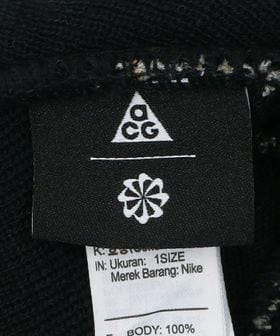 aCG
IN: Ukuran: 1SIZE
Merek Barang: Nike
BODY: 100%